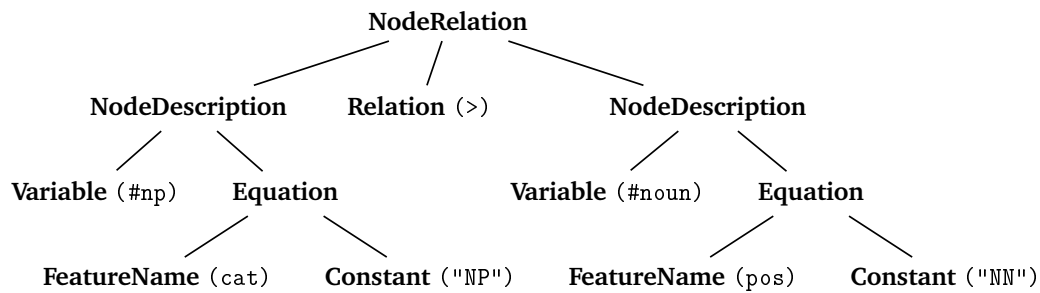 NodeRelation
NodeDescription Relation (>) NodeDescription
Variable (#np) Equation Variable (#noun) Equation
FeatureName (cat) Constant ("NP") FeatureName (pos) Constant ("NN")